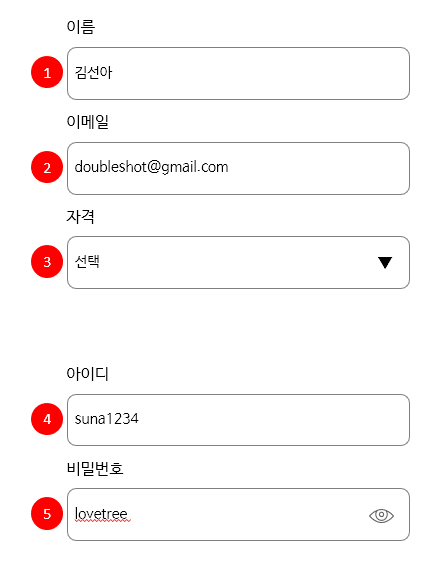 이름
1 김선아
이메일
2 doubleshot@gmail.com
자격
3 선택
아이디
4 suna1234
비밀번호
5 lovetree